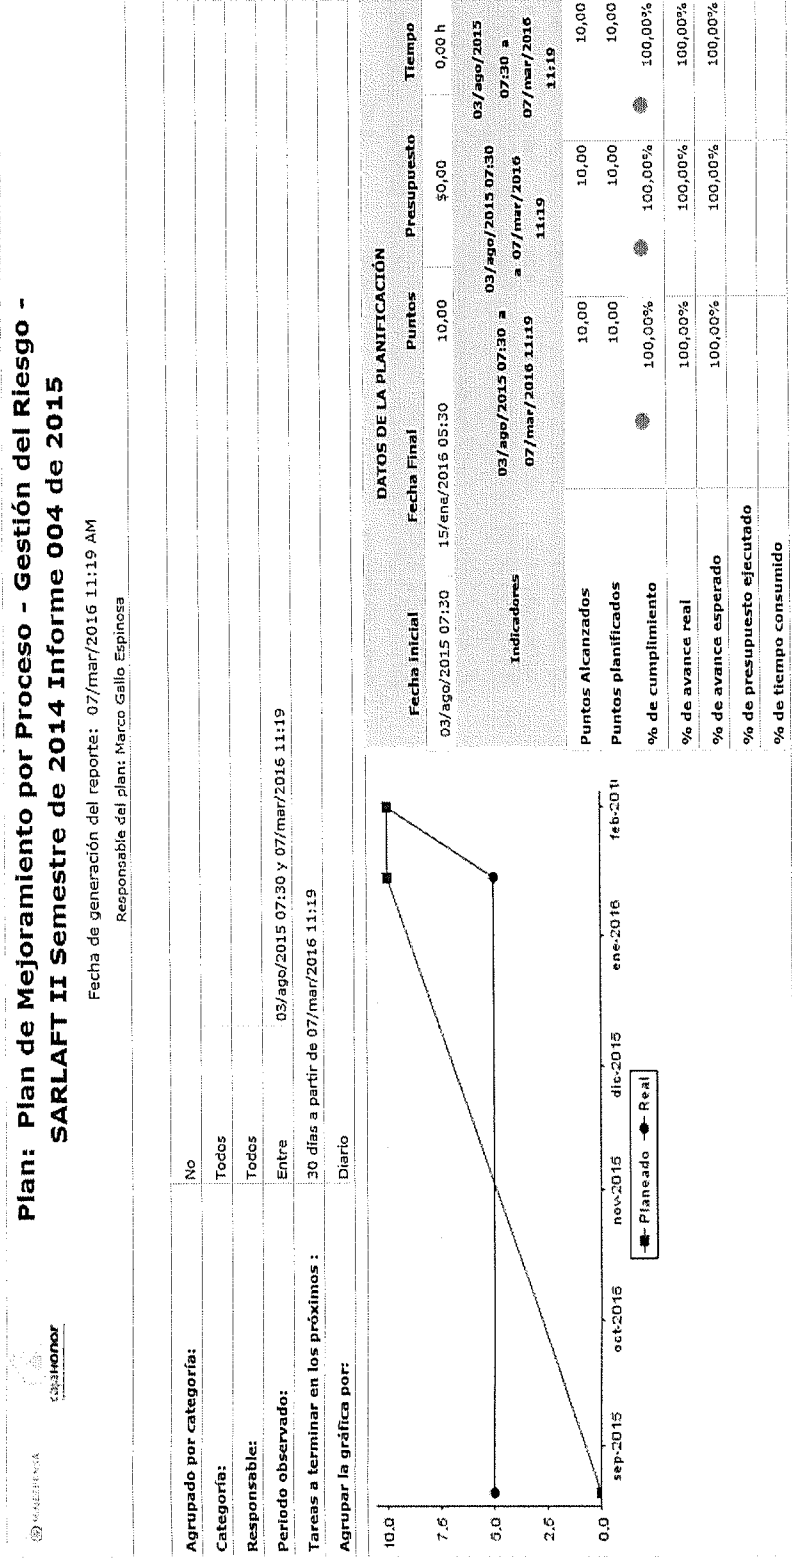 MINDEFENSA
CajaHonor
Plan: Plan de Mejoramiento por Proceso - Gestión del Riesgo -
SARLAFT II Semestre de 2014 Informe 004 de 2015
Fecha de generación del reporte: 07/mar/2016 11:19 AM
Responsable del plan: Marco Gallo Espinosa
Agrupado por categoría: No
Categoría: Todos
Responsable: Todos
Periodo observado: Entre 03/ago/2015 07:30 y 07/mar/2016 11:19
Tareas a terminar en los próximos : 30 días a partir de 07/mar/2016 11:19
Agrupar la gráfica por: Diario
10.0
7.5
5.0
2.5
0.0
sep-2015 oct-2015 nov-2015 dic-2015 ene-2016 feb-201
Planeado Real
DATOS DE LA PLANIFICACIÓN
Fecha Inicial Fecha Final Puntos Presupuesto Tiempo
03/ago/2015 07:30 15/ene/2016 05:30 10,00 $0,00 0,00 h
Indicadores 03/ago/2015 07:30 a 07/mar/2016 11:19 03/ago/2015 07:30 a 07/mar/2016 11:19 03/ago/2015 07:30 a 07/mar/2016 11:19
Puntos Alcanzados 10,00 10,00 10,00
Puntos planificados 10,00 10,00 10,00
% de cumplimiento 100,00% 100,00% 100,00%
% de avance real 100,00% 100,00% 100,00%
% de avance esperado 100,00% 100,00% 100,00%
% de presupuesto ejecutado
% de tiempo consumido